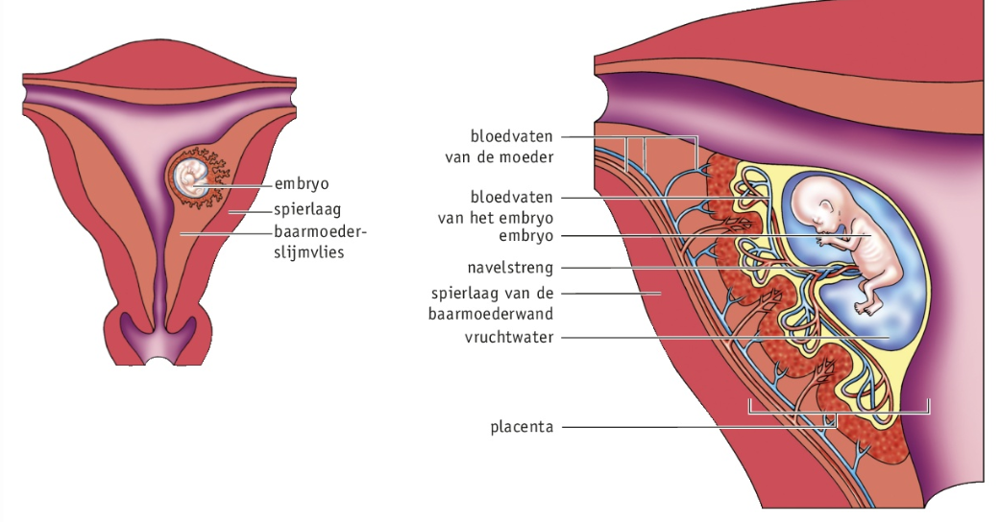 embryo
spierlaag
baarmoeder-
slijmvlies
bloedvaten
van de moeder
bloedvaten
van het embryo
embryo
navelstreng
spierlaag van de
baarmoederwand
vruchtwater
placenta